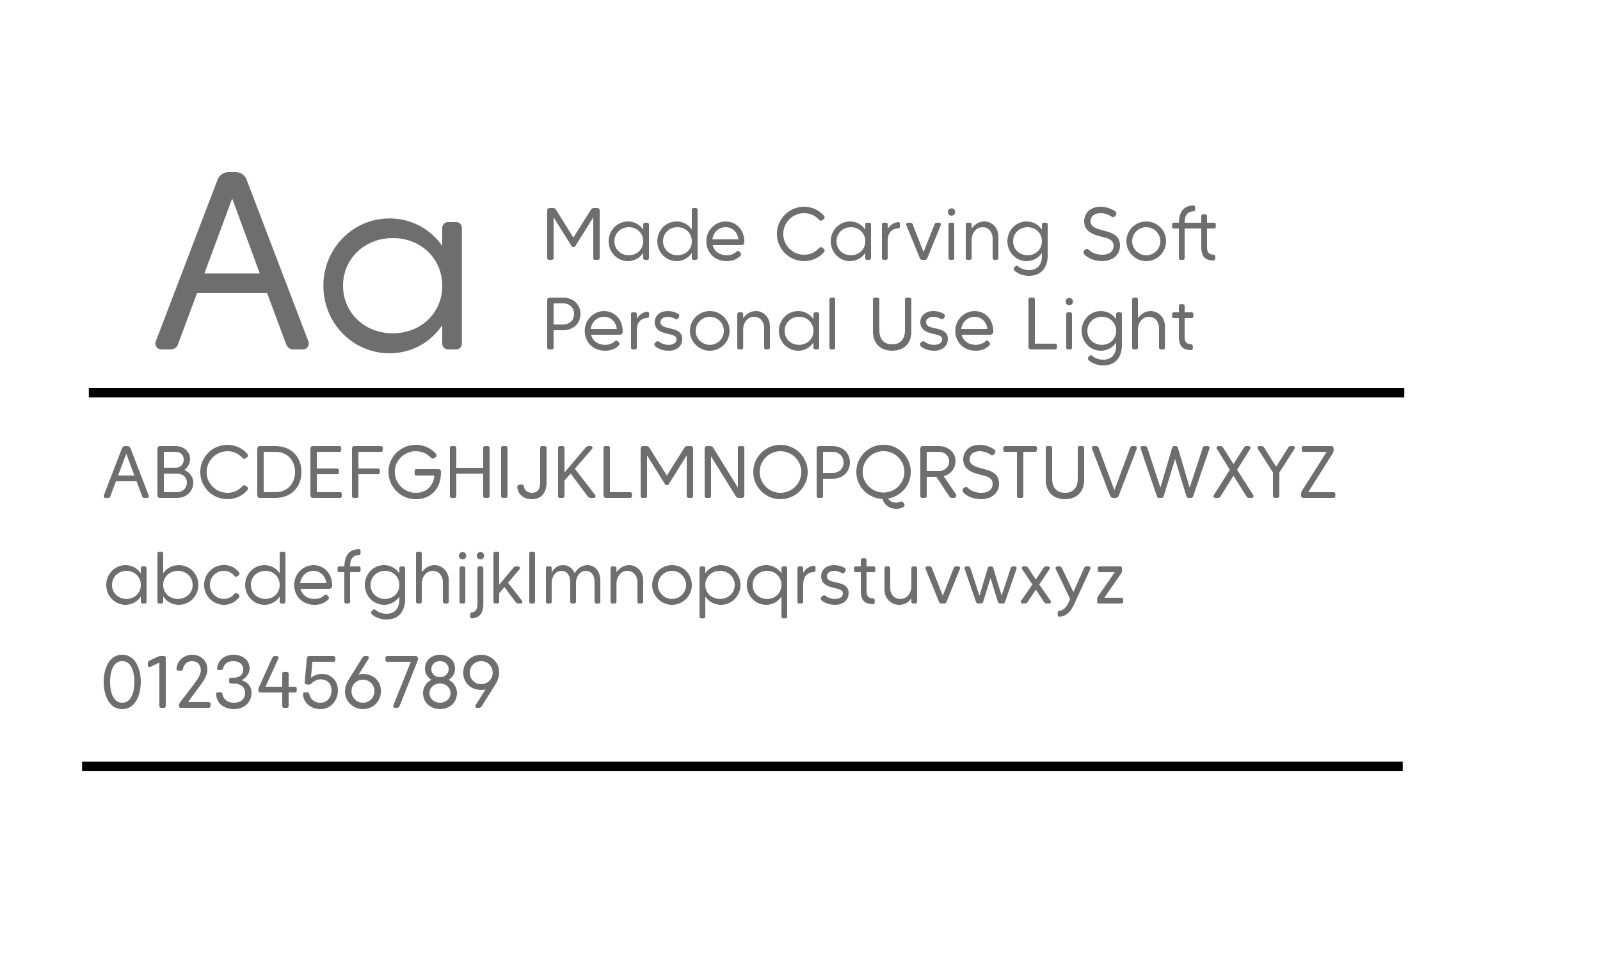 Aa
Made Carving Soft
Personal Use Light
ABCDEFGHIJKLMNOPQRSTUVWXYZ
abcdefghijklmnopqrstuvwxyz
0123456789